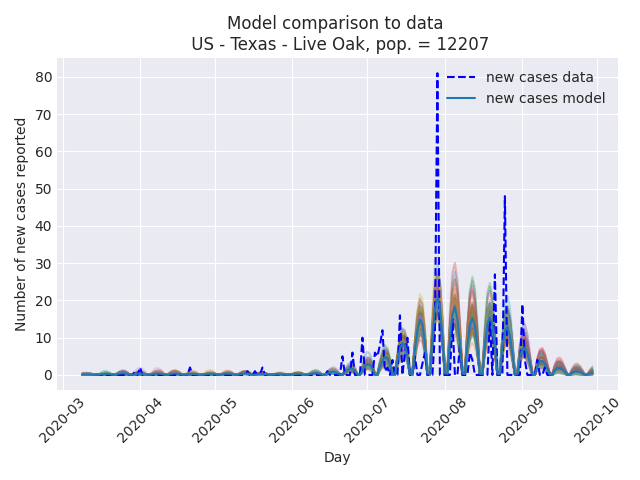 Model comparison to data
US - Texas - Live Oak, pop. = 12207
new cases data
new cases model
Number of new cases reported
80
70
60
50
40
30
20
10
0
2020-03
2020-04
2020-05
2020-06
2020-07
2020-08
2020-09
2020-10
Day